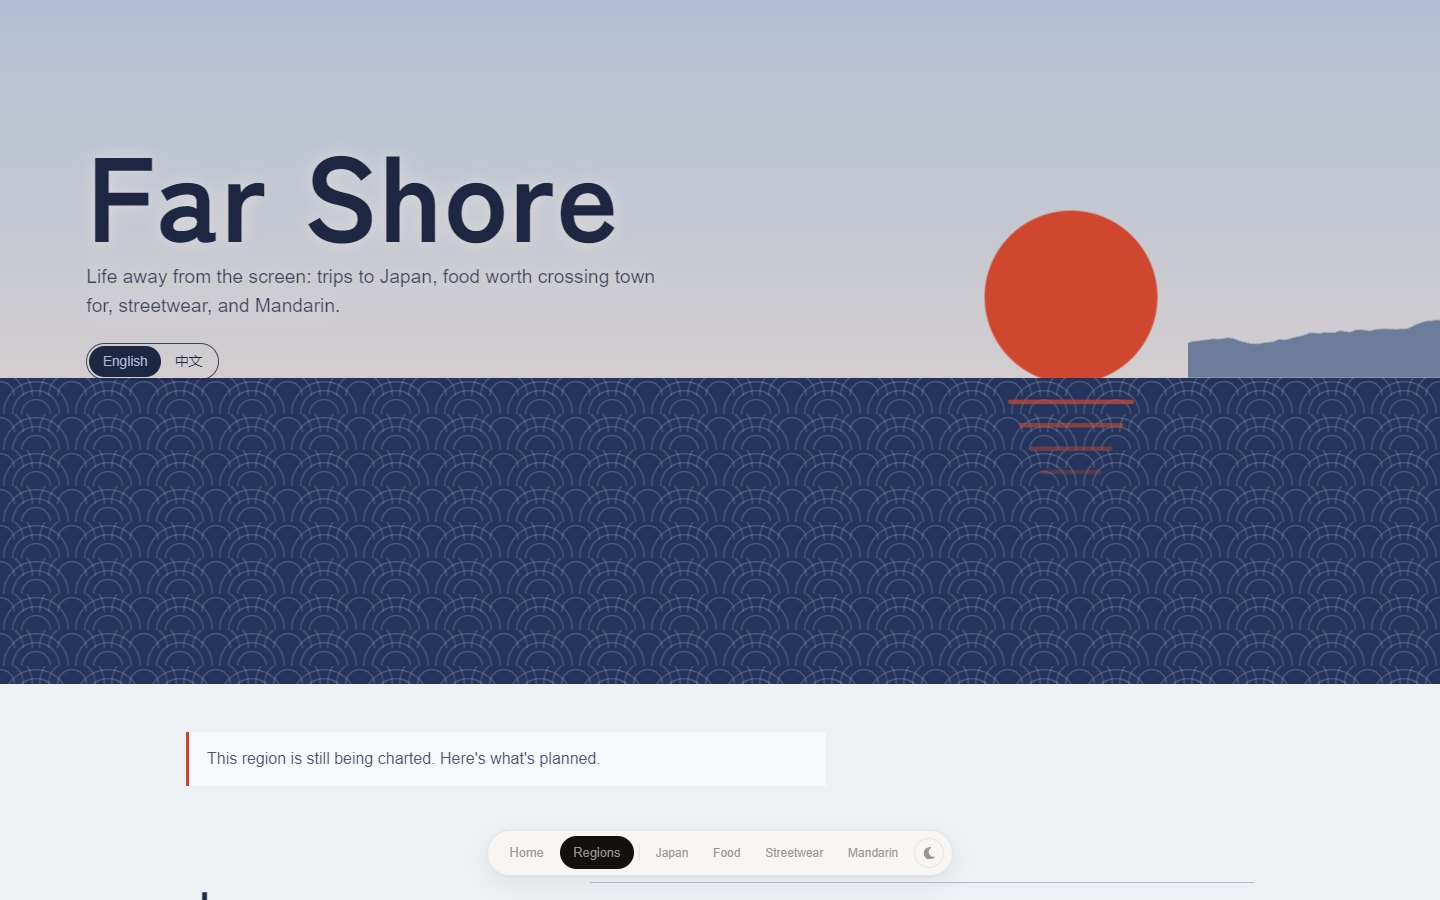 Far Shore
Life away from the screen: trips to Japan, food worth crossing town
for, streetwear, and Mandarin.
English 中文
This region is still being charted. Here's what's planned.
Home Regions Japan Food Streetwear Mandarin